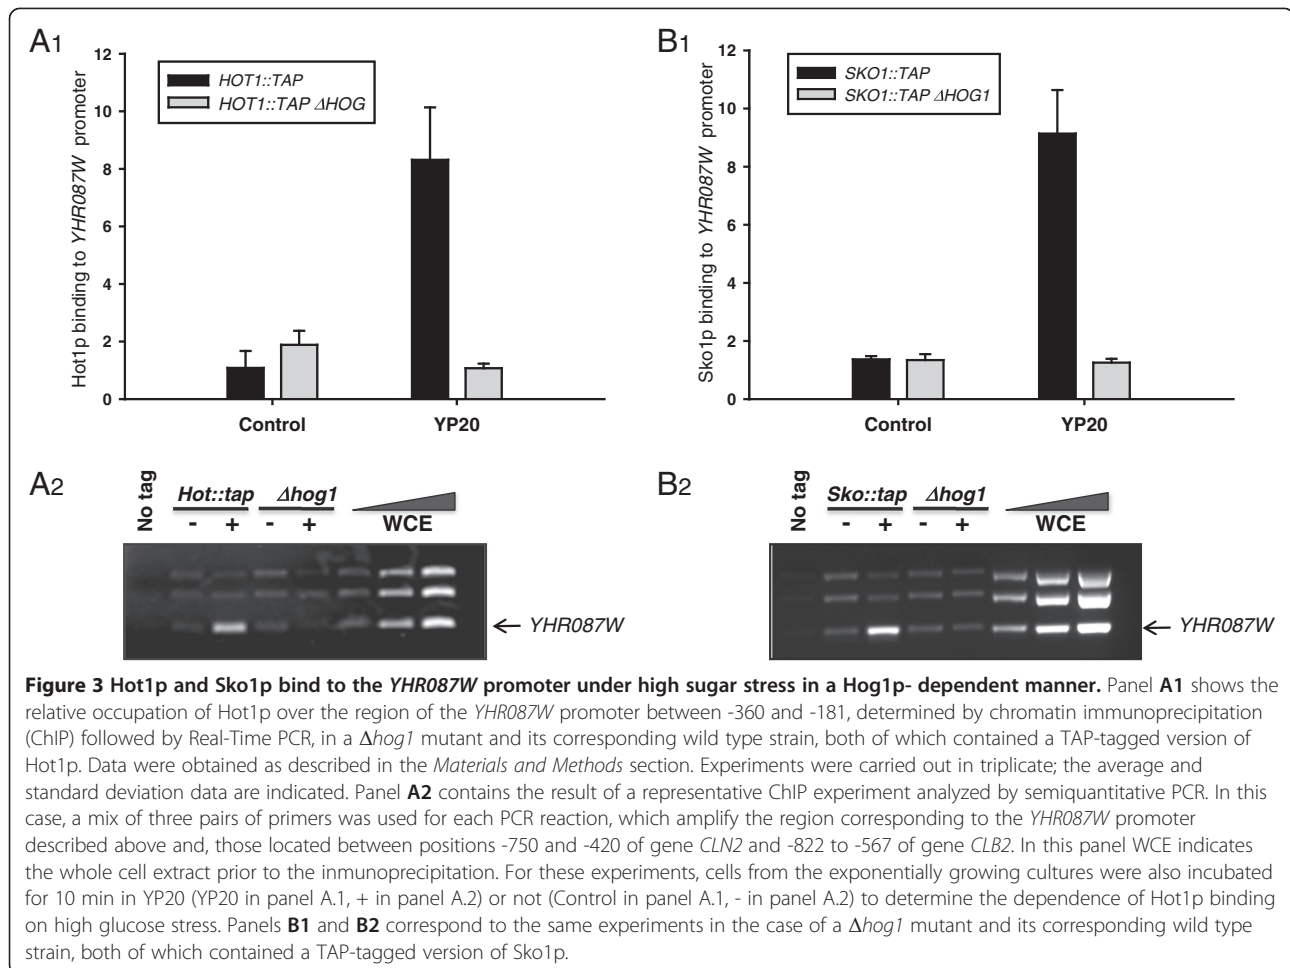 A1
12
10
8
6
4
2
0
Hot1p binding to YHR087W promoter
HOT1::TAP
HOT1::TAP ΔHOG
Control
YP20
B1
12
10
8
6
4
2
0
Sko1p binding to YHR087W promoter
SKO1::TAP
SKO1::TAP ΔHOG1
Control
YP20
A2
No tag
Hot::tap
Δhog1
- + - + WCE
YHR087W
B2
No tag
Sko::tap
Δhog1
- + - + WCE
YHR087W
Figure 3 Hot1p and Sko1p bind to the YHR087W promoter under high sugar stress in a Hog1p- dependent manner. Panel A1 shows the
relative occupation of Hot1p over the region of the YHR087W promoter between -360 and -181, determined by chromatin immunoprecipitation
(ChIP) followed by Real-Time PCR, in a Δhog1 mutant and its corresponding wild type strain, both of which contained a TAP-tagged version of
Hot1p. Data were obtained as described in the Materials and Methods section. Experiments were carried out in triplicate; the average and
standard deviation data are indicated. Panel A2 contains the result of a representative ChIP experiment analyzed by semiquantitative PCR. In this
case, a mix of three pairs of primers was used for each PCR reaction, which amplify the region corresponding to the YHR087W promoter
described above and, those located between positions -750 and -420 of gene CLN2 and -822 to -567 of gene CLB2. In this panel WCE indicates
the whole cell extract prior to the inmunoprecipitation. For these experiments, cells from the exponentially growing cultures were also incubated
for 10 min in YP20 (YP20 in panel A.1, + in panel A.2) or not (Control in panel A.1, - in panel A.2) to determine the dependence of Hot1p binding
on high glucose stress. Panels B1 and B2 correspond to the same experiments in the case of a Δhog1 mutant and its corresponding wild type
strain, both of which contained a TAP-tagged version of Sko1p.